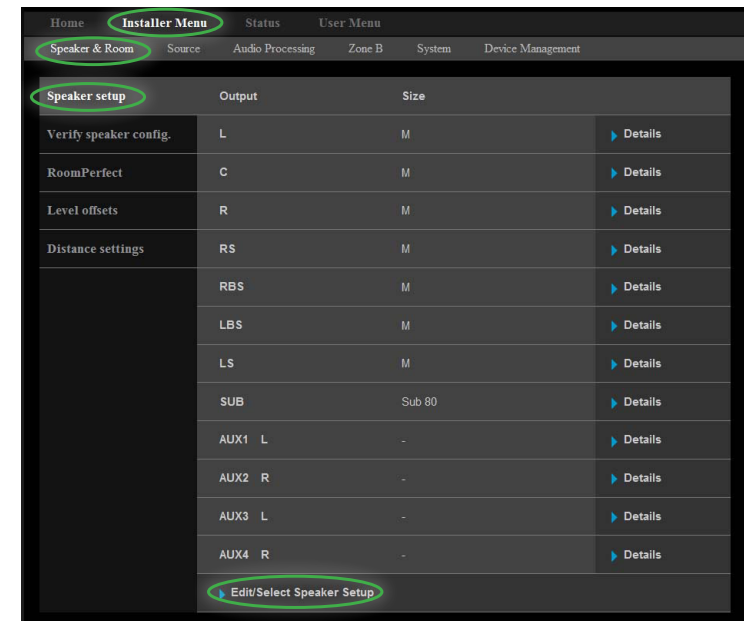 Home Installer Menu Status User Menu
Speaker & Room Source Audio Processing Zone B System Device Management
Speaker setup Output Size
Verify speaker config. L M Details
RoomPerfect C M Details
Level offsets R M Details
Distance settings RS M Details
RBS M Details
LBS M Details
LS M Details
SUB Sub 80 Details
AUX1 L - Details
AUX2 R - Details
AUX3 L - Details
AUX4 R - Details
Edit/Select Speaker Setup